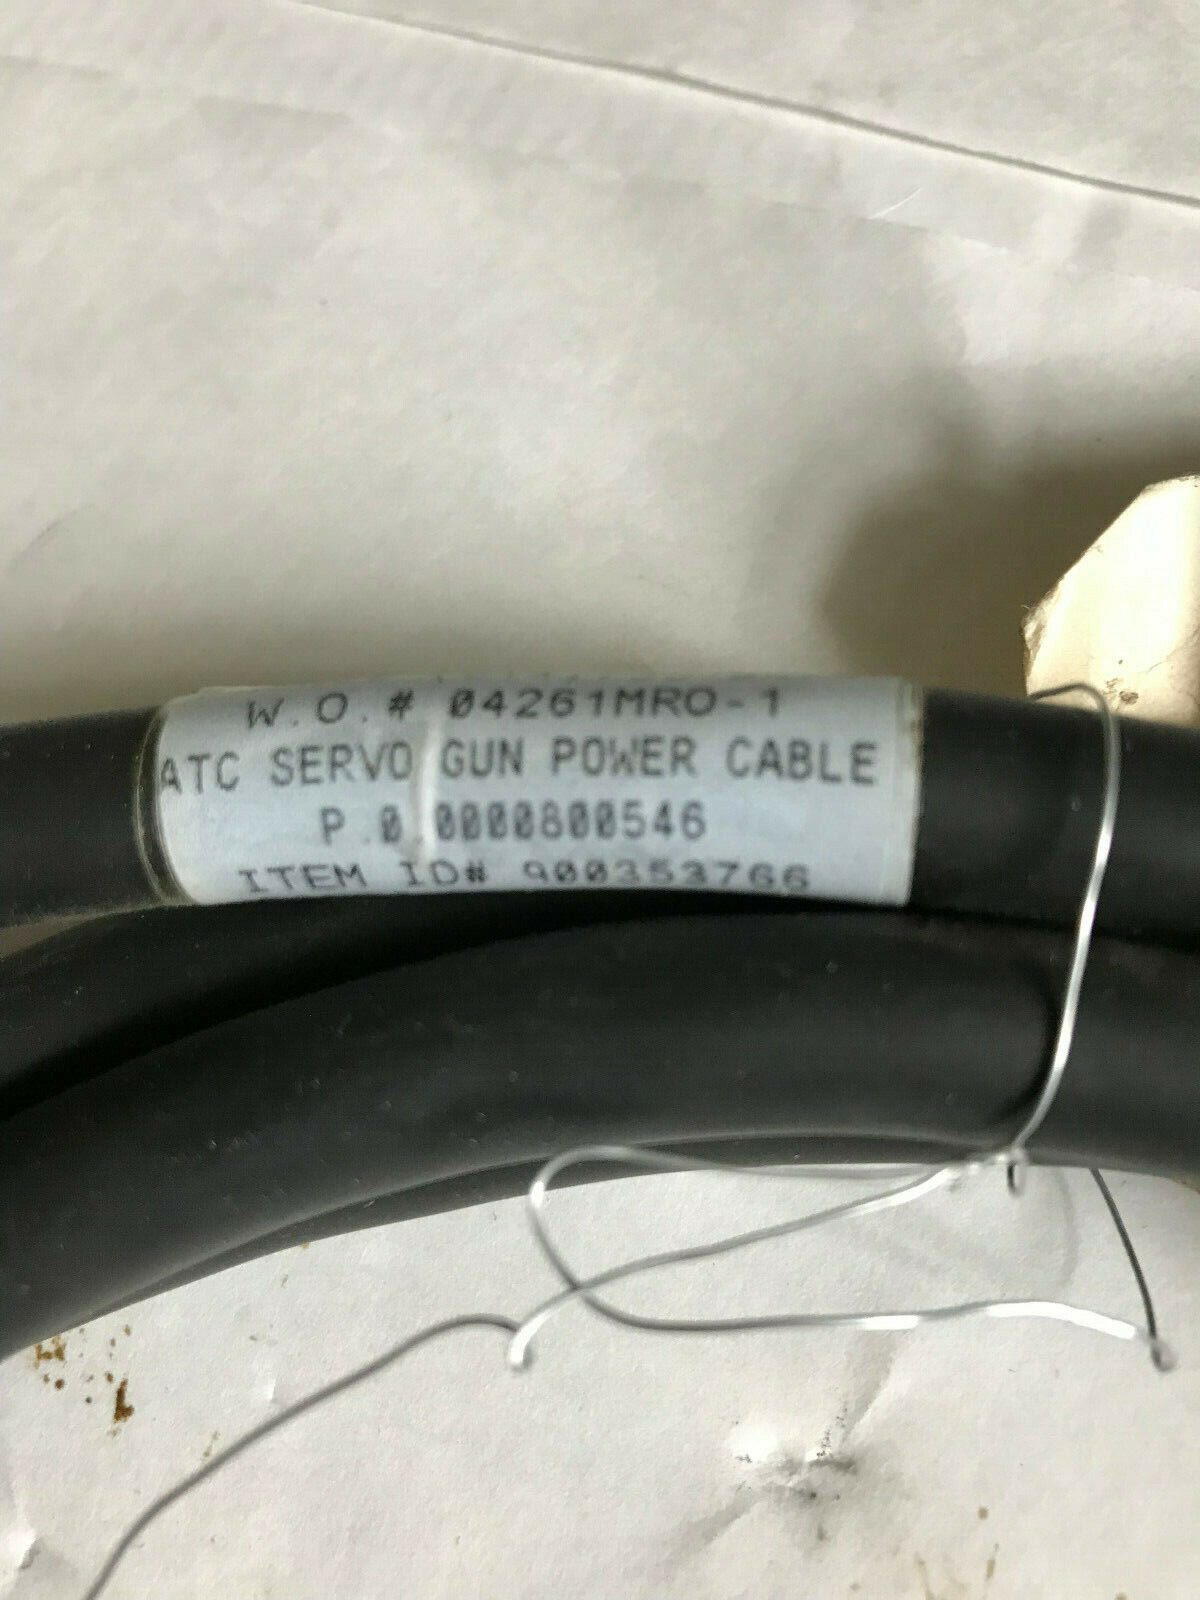 W.O.# 04261MRO-1
ATC SERVO GUN POWER CABLE
P.O 0000800546
ITEM ID# 900353766